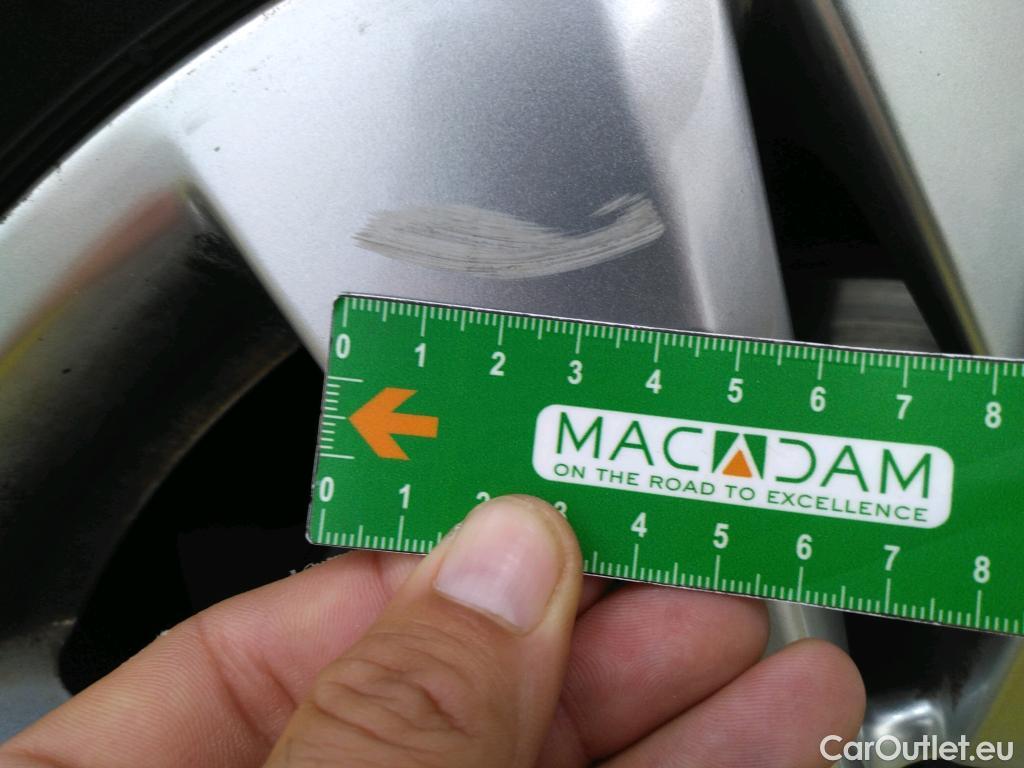 0 1 2 3 4 5 6 7 8
MACADAM
ON THE ROAD TO EXCELLENCE
0 1 2 3 4 5 6 7 8
CarOutlet.eu